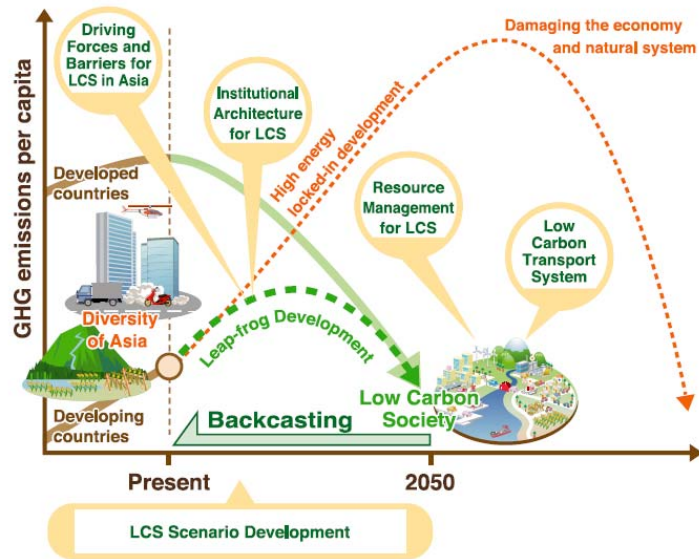 Driving
Forces and
Barriers for
LCS in Asia
Institutional
Architecture
for LCS
Damaging the economy
and natural system
GHG emissions per capita
Developed
countries
High energy
locked-in development
Resource
Management
for LCS
Low
Carbon
Transport
System
Diversity
of Asia
Leap-frog Development
Low Carbon
Society
Developing
countries
Backcasting
Present
2050
LCS Scenario Development